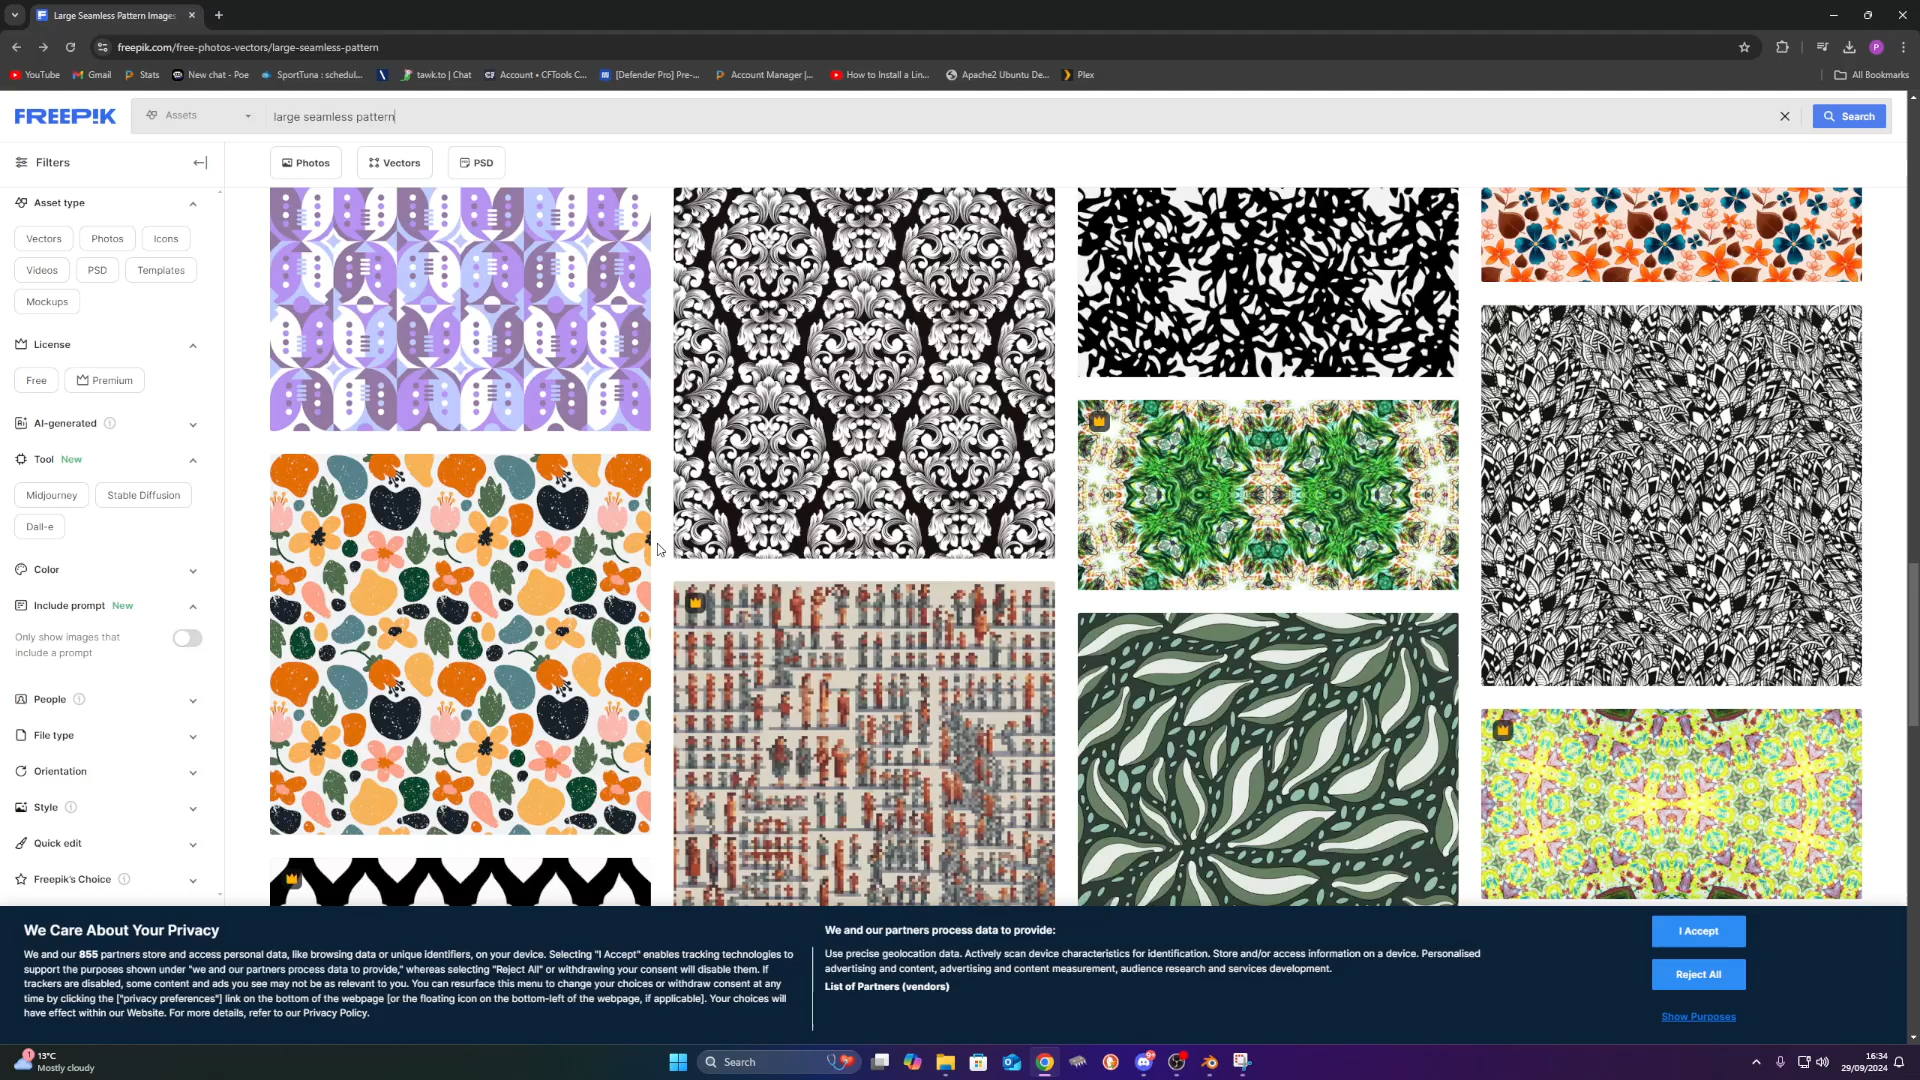 Large Seamless Pattern Images
freepik.com/free-photos-vectors/large-seamless-pattern
P
YouTube
Gmail
Stats
New chat - Poe
SportTuna : schedul...
tawk.to | Chat
Account • CFTools C...
[Defender Pro] Pre-...
Account Manager |...
How to Install a Lin...
Apache2 Ubuntu De...
Plex
All Bookmarks
FREEPIK
Assets
large seamless pattern
Search
Filters
Photos
Vectors
PSD
Asset type
Vectors
Photos
Icons
Videos
PSD
Templates
Mockups
License
Free
Premium
AI-generated
Tool New
Midjourney
Stable Diffusion
Dall-e
Color
Include prompt New
Only show images that
include a prompt
People
File type
Orientation
Style
Quick edit
Freepik's Choice
We Care About Your Privacy
We and our 855 partners store and access personal data, like browsing data or unique identifiers, on your device. Selecting "I Accept" enables tracking technologies to
support the purposes shown under "we and our partners process data to provide," whereas selecting "Reject All" or withdrawing your consent will disable them. If
trackers are disabled, some content and ads you see may not be as relevant to you. You can resurface this menu to change your choices or withdraw consent at any
time by clicking the ["privacy preferences"] link on the bottom of the webpage [or the floating icon on the bottom-left of the webpage, if applicable]. Your choices will
have effect within our Website. For more details, refer to our Privacy Policy.
We and our partners process data to provide:
Use precise geolocation data. Actively scan device characteristics for identification. Store and/or access information on a device. Personalised
advertising and content, advertising and content measurement, audience research and services development.
List of Partners (vendors)
I Accept
Reject All
Show Purposes
1
13°C
Mostly cloudy
Search
16:34
29/09/2024